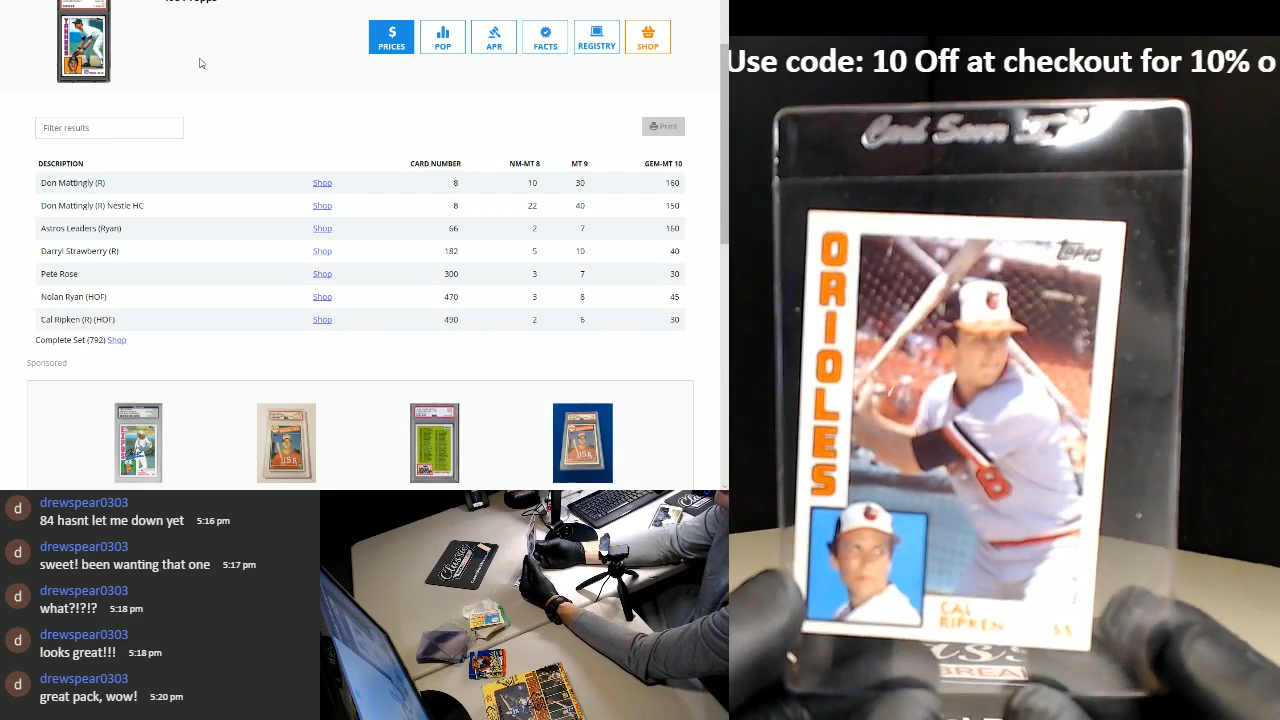 PRICES
POP
APR
FACTS
REGISTRY
SHOP
Filter results
Print
DESCRIPTION CARD NUMBER NM-MT 8 MT 9 GEM-MT 10
Don Mattingly (R) Shop 8 10 30 160
Don Mattingly (R) Nestle HC Shop 8 22 40 150
Astros Leaders (Ryan) Shop 66 2 7 160
Darryl Strawberry (R) Shop 182 5 10 40
Pete Rose Shop 300 3 7 30
Nolan Ryan (HOF) Shop 470 3 8 45
Cal Ripken (R) (HOF) Shop 490 2 6 30
Complete Set (792) Shop
Sponsored
d drewspear0303
84 hasnt let me down yet 5:16 pm
d drewspear0303
sweet! been wanting that one 5:17 pm
d drewspear0303
what?!?!? 5:18 pm
d drewspear0303
looks great!!! 5:18 pm
d drewspear0303
great pack, wow! 5:20 pm
Use code: 10 Off at checkout for 10% o
Card Saver I
ORIOLES
Topps
8
CAL
RIPKEN
SS
BREA